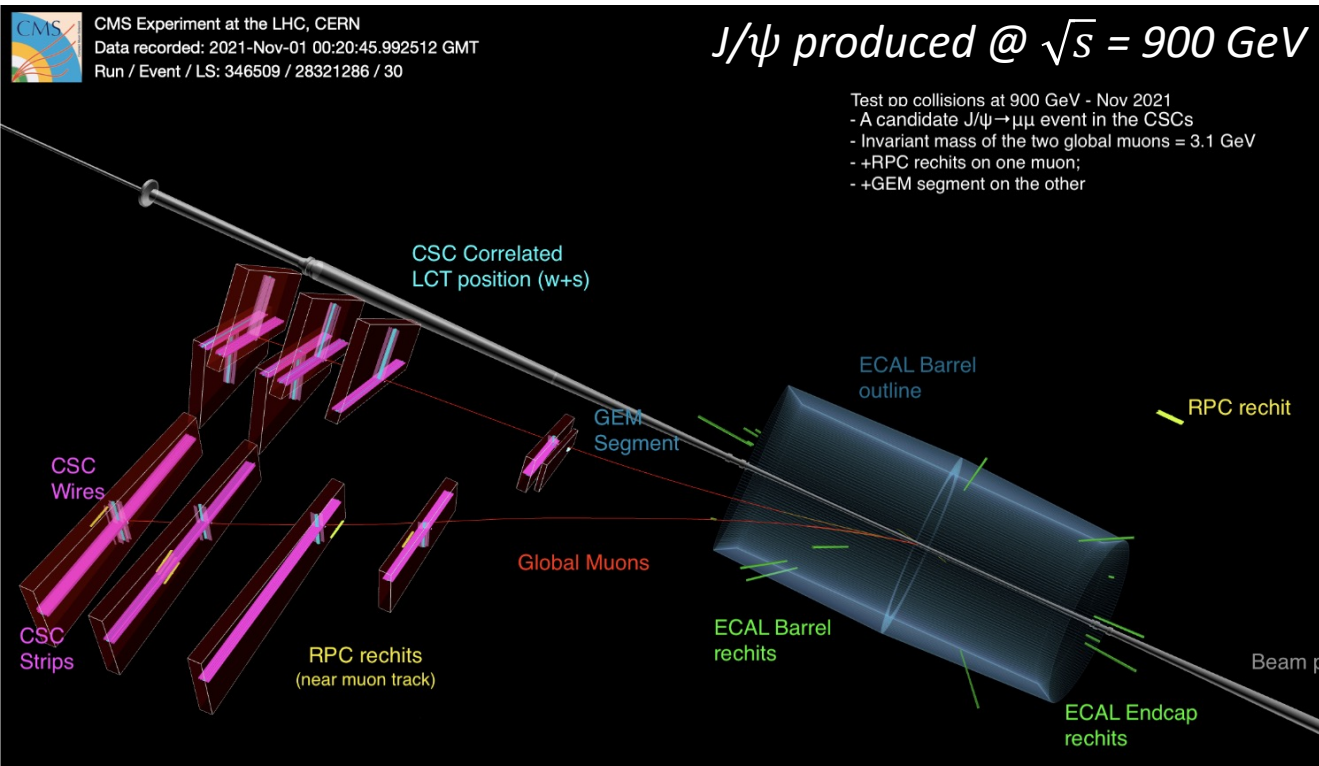 CMS
CMS Experiment at the LHC, CERN
Data recorded: 2021-Nov-01 00:20:45.992512 GMT
Run / Event / LS: 346509 / 28321286 / 30
J/ψ produced @ √s = 900 GeV
Test pp collisions at 900 GeV - Nov 2021
- A candidate J/ψ→μμ event in the CSCs
- Invariant mass of the two global muons = 3.1 GeV
- +RPC rechits on one muon;
- +GEM segment on the other
CSC Correlated
LCT position (w+s)
ECAL Barrel
outline
RPC rechit
GEM
Segment
CSC
Wires
Global Muons
CSC
Strips
RPC rechits
(near muon track)
ECAL Barrel
rechits
Beam p
ECAL Endcap
rechits